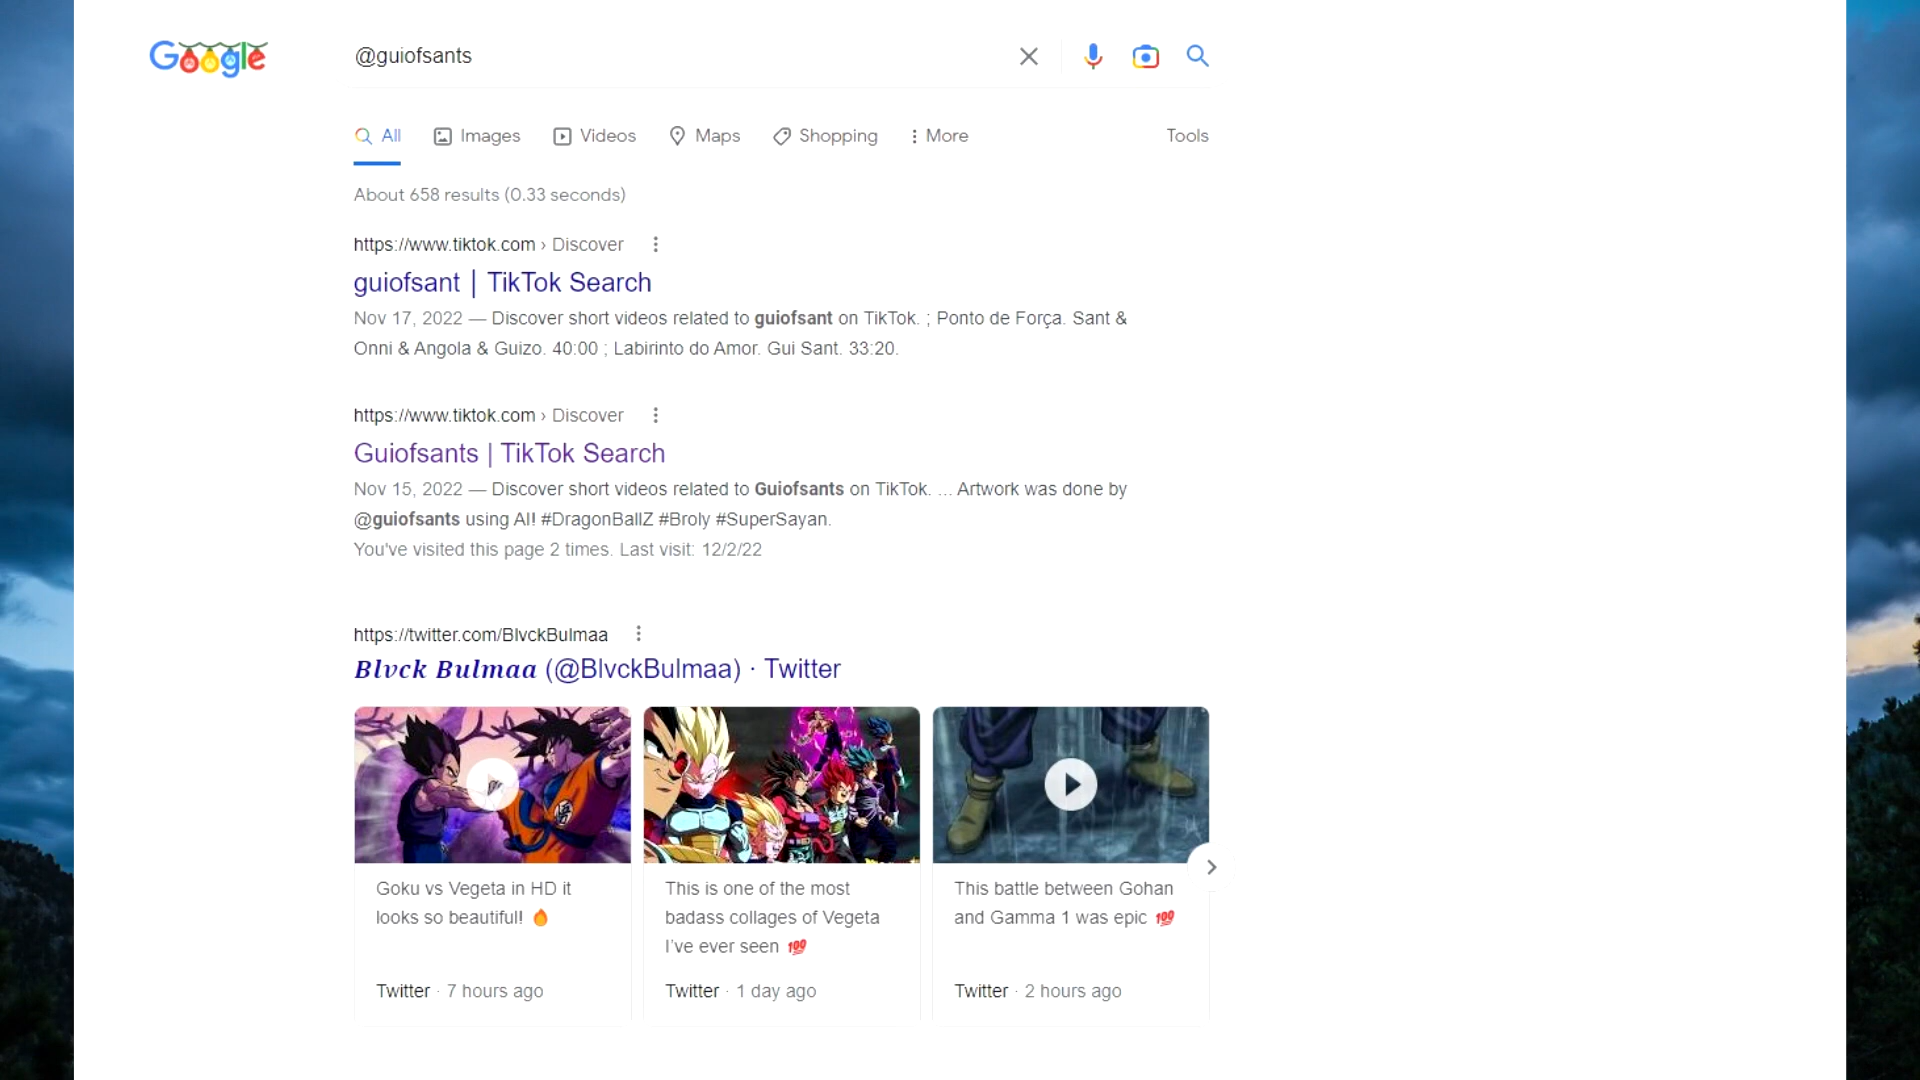 Google
@guiofsants
All
Images
Videos
Maps
Shopping
More
Tools
About 658 results (0.33 seconds)
https://www.tiktok.com › Discover
guiofsant | TikTok Search
Nov 17, 2022 — Discover short videos related to guiofsant on TikTok. ; Ponto de Força. Sant &
Onni & Angola & Guizo. 40:00 ; Labirinto do Amor. Gui Sant. 33:20.
https://www.tiktok.com › Discover
Guiofsants | TikTok Search
Nov 15, 2022 — Discover short videos related to Guiofsants on TikTok. ... Artwork was done by
@guiofsants using AI! #DragonBallZ #Broly #SuperSayan.
You've visited this page 2 times. Last visit: 12/2/22
https://twitter.com/BlvckBulmaa
Blvck Bulmaa (@BlvckBulmaa) · Twitter
Goku vs Vegeta in HD it
looks so beautiful! 🔥
Twitter · 7 hours ago
This is one of the most
badass collages of Vegeta
I've ever seen 💯
Twitter · 1 day ago
This battle between Gohan
and Gamma 1 was epic 💯
Twitter · 2 hours ago